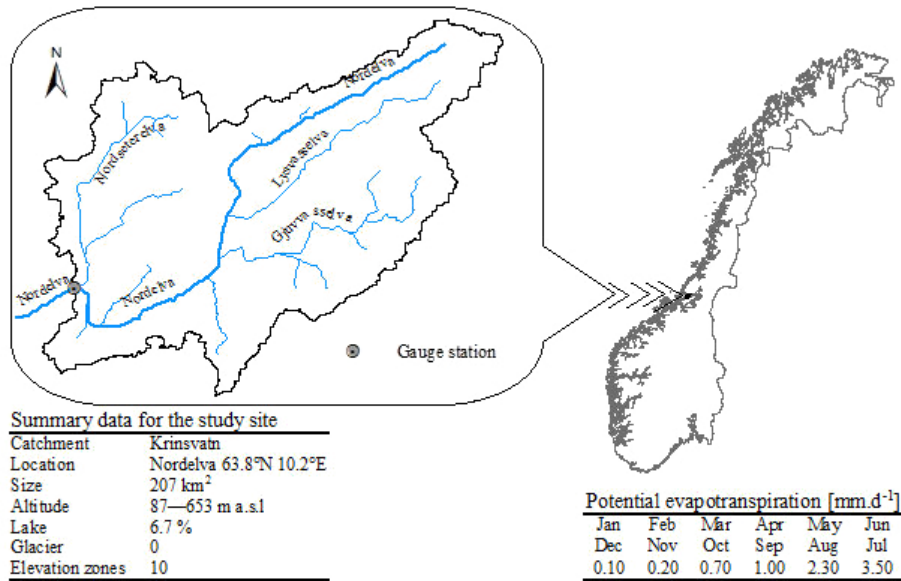 N
Nordelva
Nordseterelva
Lysvasselva
Gjuvvasselva
Nordelva
Nordelva
Gauge station
Summary data for the study site
Catchment Krinsvatn
Location Nordelva 63.8°N 10.2°E
Size 207 km²
Altitude 87—653 m a.s.l
Lake 6.7 %
Glacier 0
Elevation zones 10
Potential evapotranspiration [mm.d⁻¹]
Jan Feb Mar Apr May Jun
Dec Nov Oct Sep Aug Jul
0.10 0.20 0.70 1.00 2.30 3.50